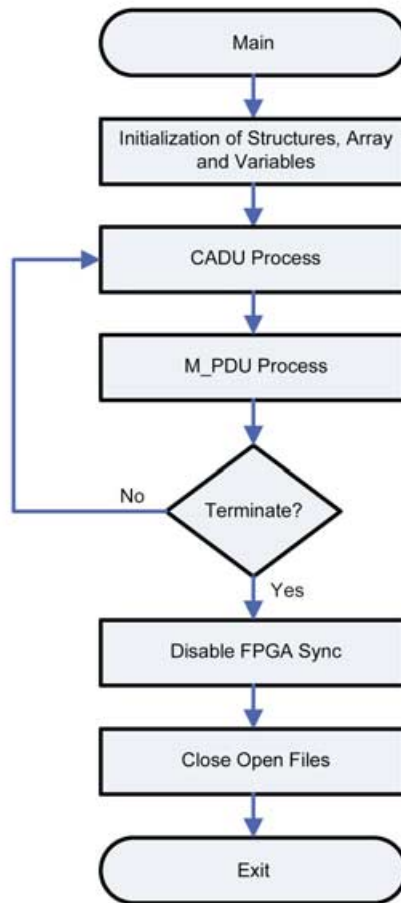 Main
Initialization of Structures, Array
and Variables
CADU Process
M_PDU Process
No
Terminate?
Yes
Disable FPGA Sync
Close Open Files
Exit